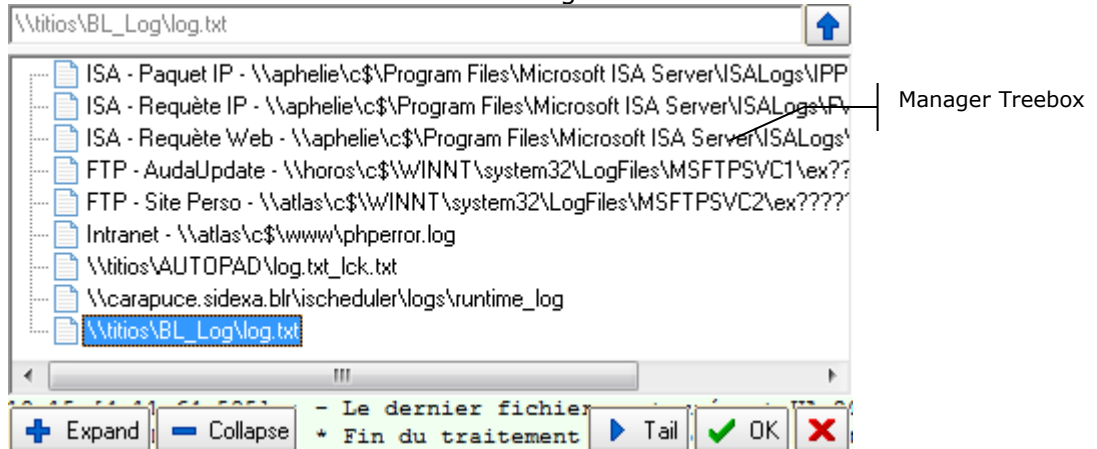 \\titios\BL_Log\log.txt
ISA - Paquet IP - \\aphelie\c$\Program Files\Microsoft ISA Server\ISALogs\IPP
ISA - Requète IP - \\aphelie\c$\Program Files\Microsoft ISA Server\ISALogs\F\
ISA - Requète Web - \\aphelie\c$\Program Files\Microsoft ISA Server\ISALogs\
FTP - AudaUpdate - \\horos\c$\WINNT\system32\LogFiles\MSFTPSVC1\ex??
FTP - Site Perso - \\atlas\c$\WINNT\system32\LogFiles\MSFTPSVC2\ex????
Intranet - \\atlas\c$\www\phperror.log
\\titios\AUTOPAD\log.txt_lck.txt
\\carapuce.sidexa.blr\ischeduler\logs\runtime_log
\\titios\BL_Log\log.txt
Manager Treebox
- Le dernier fichier
Expand Collapse * Fin du traitement Tail OK